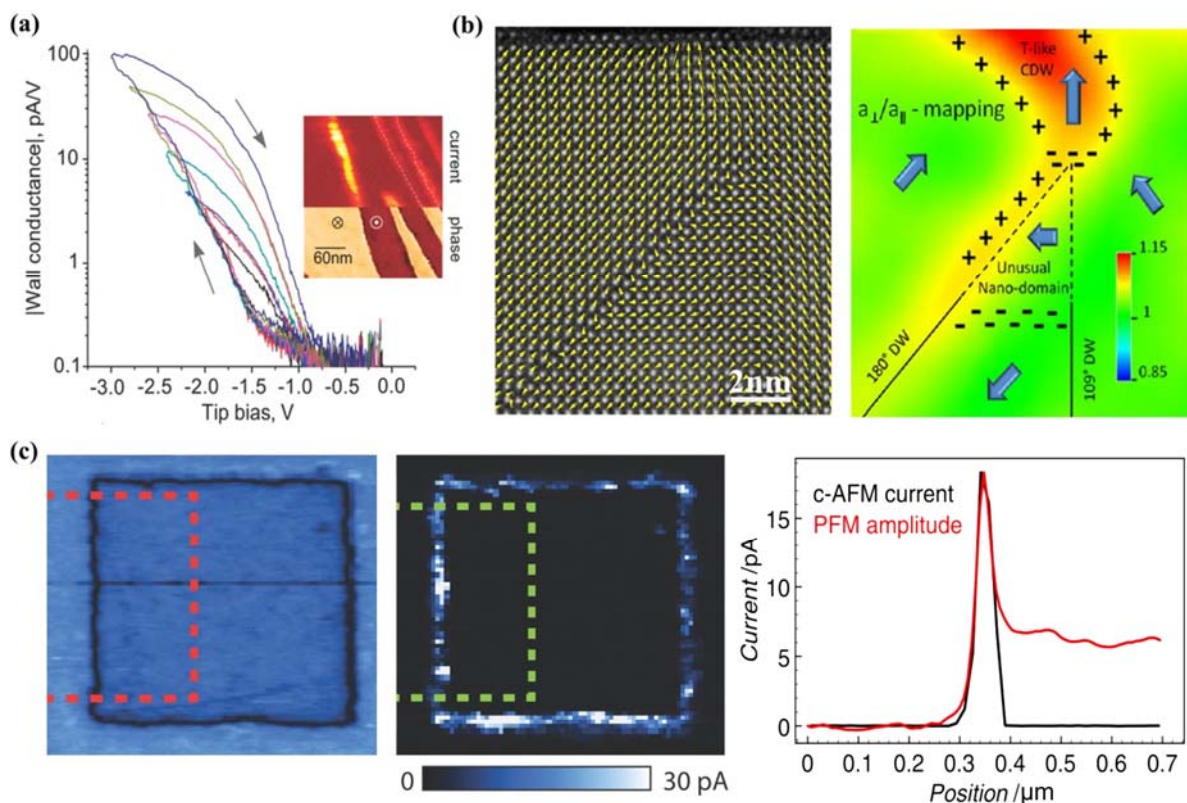 (a)
100
10
1
0.1
|Wall conductance|, pA/V
-3.0 -2.5 -2.0 -1.5 -1.0 -0.5 0.0
Tip bias, V
current
phase
60nm
(b)
2nm
T-like
CDW
a⊥/a∥ - mapping
Unusual
Nano-domain
180° DW
109° DW
1.15
1
0.85
(c)
0 30 pA
c-AFM current
PFM amplitude
15
10
5
0
Current /pA
0 0.1 0.2 0.3 0.4 0.5 0.6 0.7
Position /µm